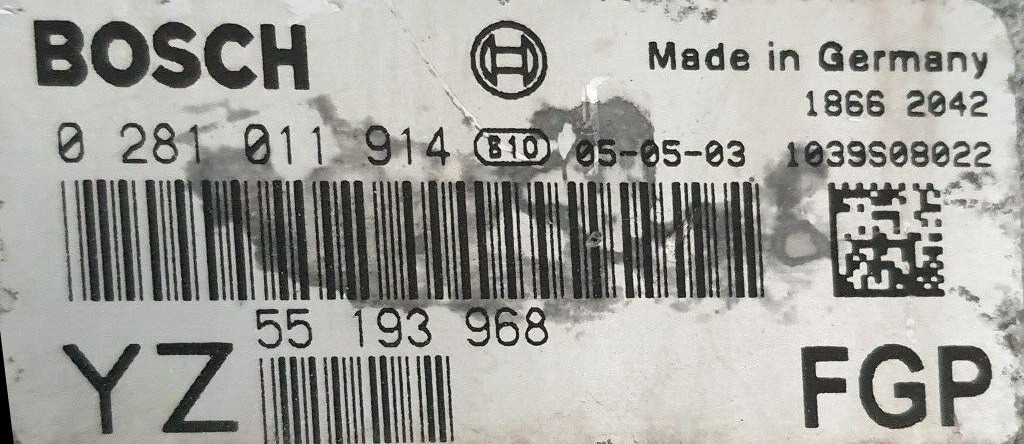 BOSCH
Made in Germany
1866 2042
0 281 011 914 B10 05-05-03 1039S08022
55 193 968
YZ FGP